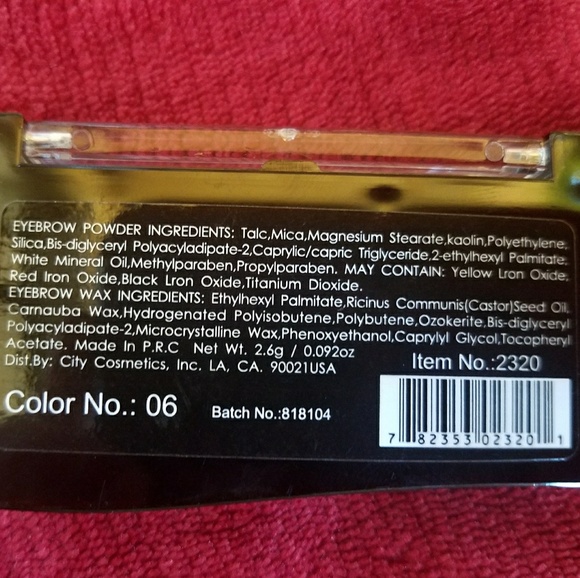 EYEBROW POWDER INGREDIENTS: Talc,Mica,Magnesium Stearate,kaolin,Polyethylene,
Silica,Bis-diglyceryl Polyacyladipate-2,Caprylic/capric Triglyceride,2-ethylhexyl Palmitate,
White Mineral Oil,Methylparaben,Propylparaben. MAY CONTAIN: Yellow Lron Oxide,
Red Iron Oxide,Black Lron Oxide,Titanium Dioxide.
EYEBROW WAX INGREDIENTS: Ethylhexyl Palmitate,Ricinus Communis(Castor)Seed Oil,
Carnauba Wax,Hydrogenated Polyisobutene,Polybutene,Ozokerite,Bis-diglyceryl
Polyacyladipate-2,Microcrystalline Wax,Phenoxyethanol,Caprylyl Glycol,Tocopheryl
Acetate. Made In P.R.C Net Wt. 2.6g / 0.092oz
Dist.By: City Cosmetics, Inc. LA, CA. 90021USA
Item No.:2320
Color No.: 06
Batch No.:818104
7 82353 02320 1